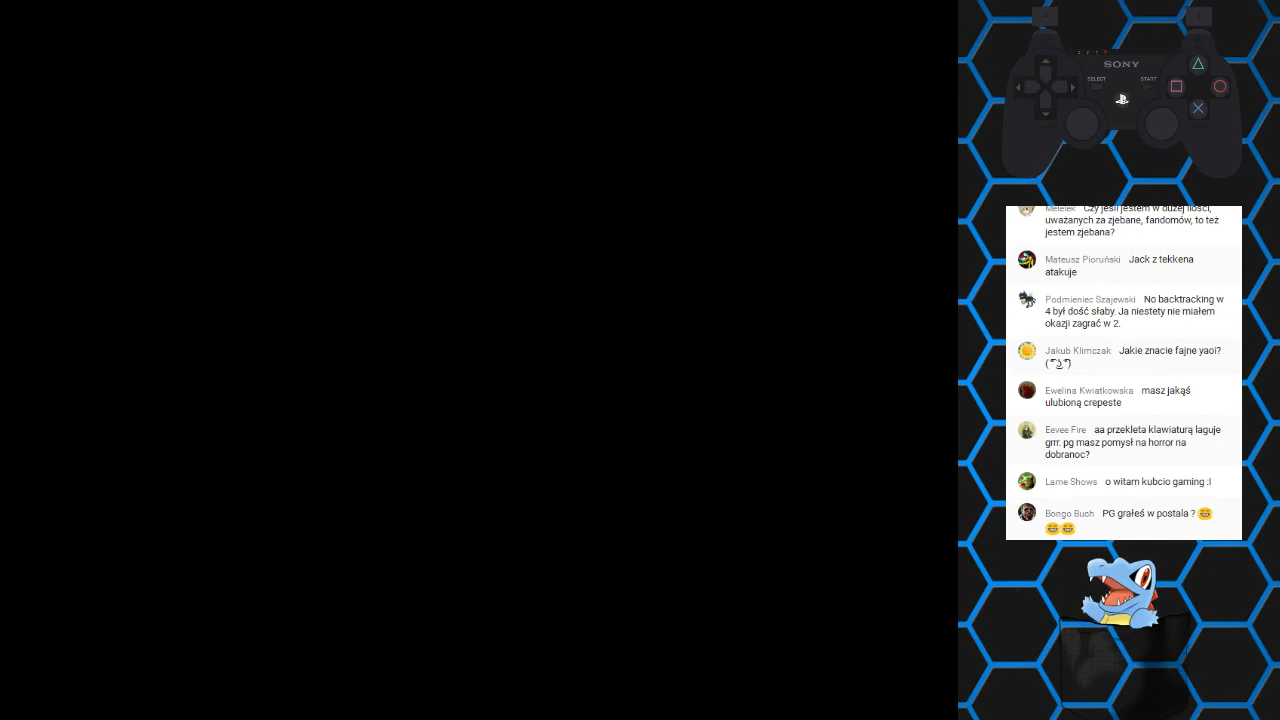 SONY
SELECT
START
Melelek Czy jeśli jestem w dużej ilości,
uważanych za zjebane, fandomów, to też
jestem zjebana?
Mateusz Pioruński Jack z tekkena
atakuje
Podmieniec Szajewski No backtracking w
4 był dość słaby. Ja niestety nie miałem
okazji zagrać w 2.
Jakub Klimczak Jakie znacie fajne yaoi?
( ͡° ͜ʖ ͡°)
Ewelina Kwiatkowska masz jakąś
ulubioną crepeste
Eevee Fire aa przekleta klawiaturą laguje
grrr. pg masz pomysł na horror na
dobranoc?
Lame Shows o witam kubcio gaming :I
Bongo Buch PG grałeś w postala ? 😂
😂😂